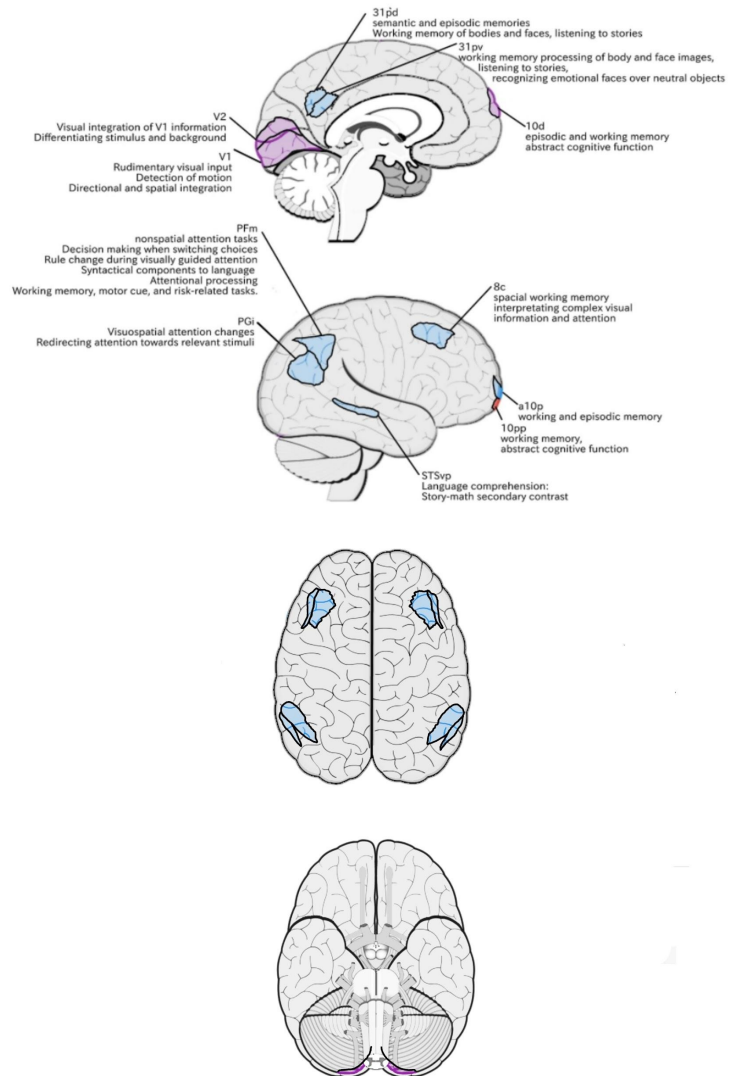 31pd
semantic and episodic memories
Working memory of bodies and faces, listening to stories
31pv
working memory processing of body and face images,
listening to stories,
recognizing emotional faces over neutral objects
10d
episodic and working memory
abstract cognitive function
V2
Visual integration of V1 information
Differentiating stimulus and background
V1
Rudimentary visual input
Detection of motion
Directional and spatial integration
PFm
nonspatial attention tasks
Decision making when switching choices
Rule change during visually guided attention
Syntactical components to language
Attentional processing
Working memory, motor cue, and risk-related tasks.
PGi
Visuospatial attention changes
Redirecting attention towards relevant stimuli
8c
spacial working memory
interpretating complex visual
information and attention
a10p
working and episodic memory
10pp
working memory,
abstract cognitive function
STSvp
Language comprehension:
Story-math secondary contrast